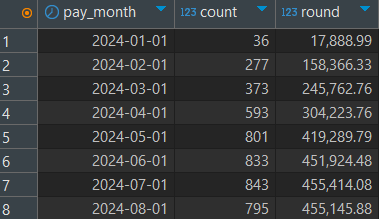 pay_month 123 count 123 round
1 2024-01-01 36 17,888.99
2 2024-02-01 277 158,366.33
3 2024-03-01 373 245,762.76
4 2024-04-01 593 304,223.76
5 2024-05-01 801 419,289.79
6 2024-06-01 833 451,924.48
7 2024-07-01 843 455,414.08
8 2024-08-01 795 455,145.88